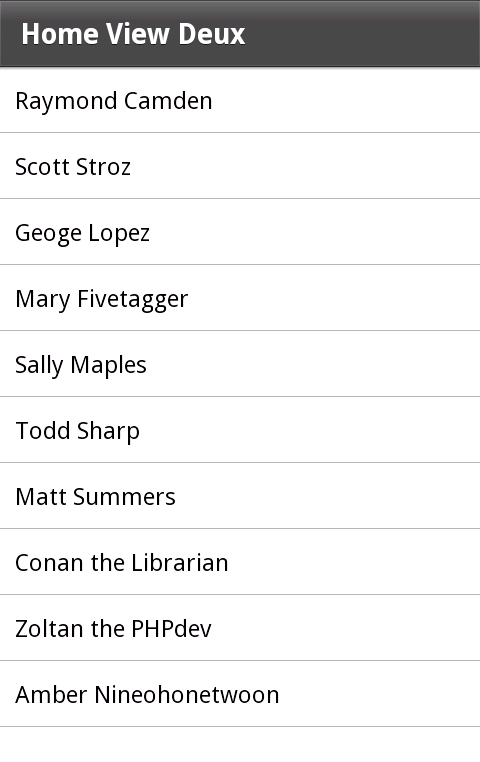 Home View Deux
Raymond Camden
Scott Stroz
Geoge Lopez
Mary Fivetagger
Sally Maples
Todd Sharp
Matt Summers
Conan the Librarian
Zoltan the PHPdev
Amber Nineohonetwoon